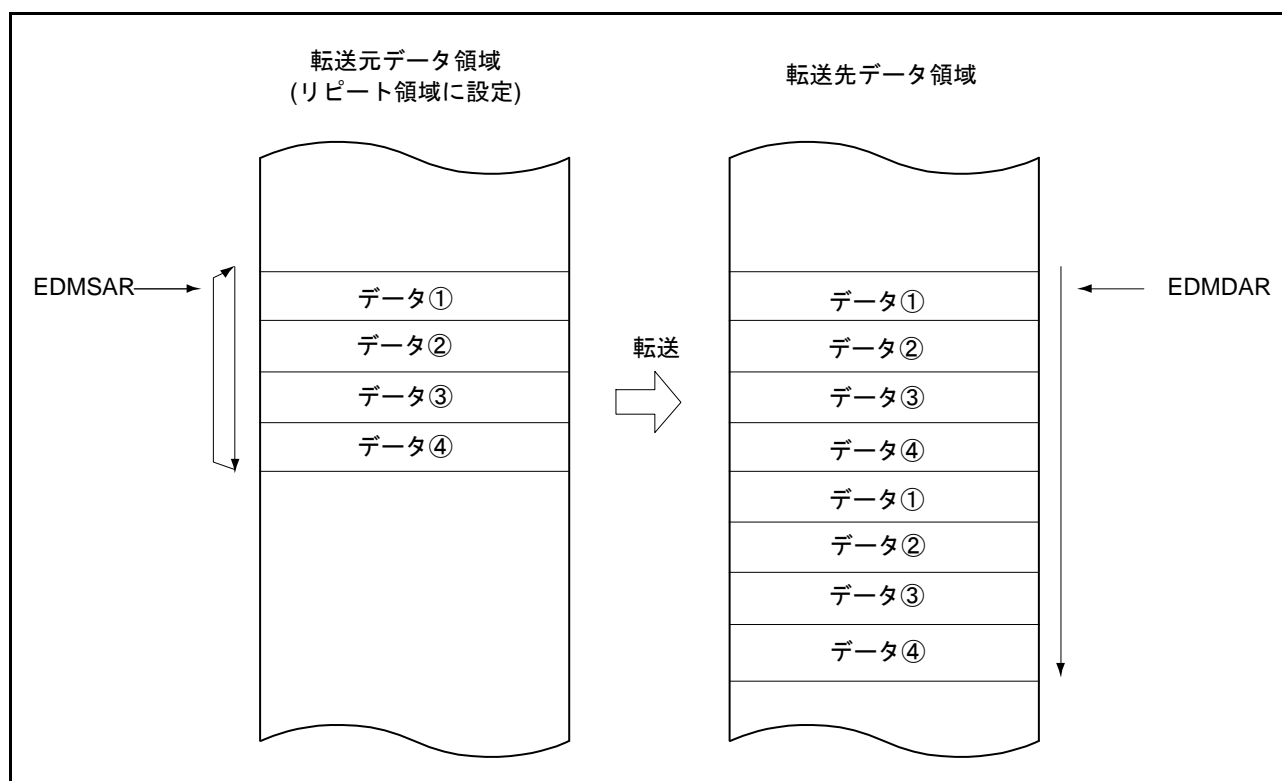 転送元データ領域
(リピート領域に設定)
転送先データ領域
EDMSAR
データ①
データ②
データ③
データ④
転送
データ①
データ②
データ③
データ④
データ①
データ②
データ③
データ④
EDMDAR